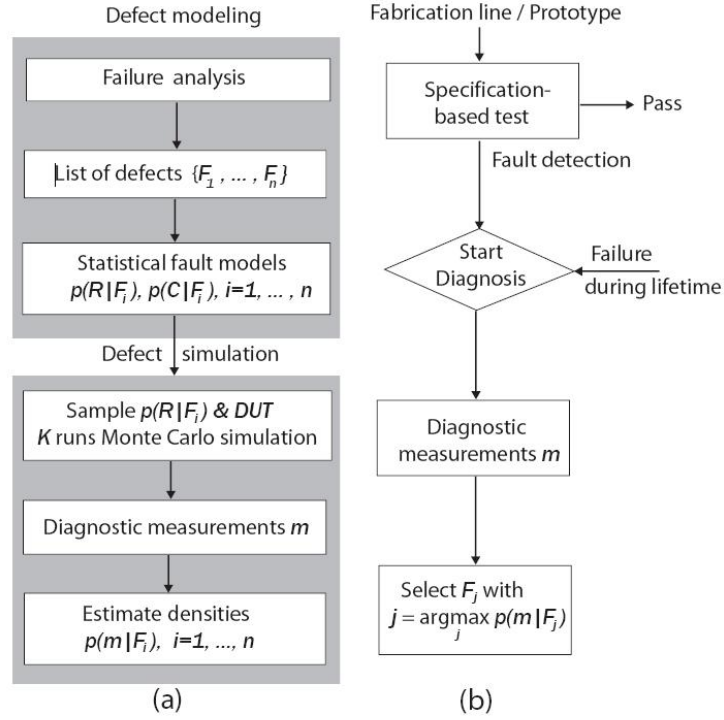 Defect modeling
Failure analysis
List of defects {F1 , ... , Fn}
Statistical fault models
p(R|Fi), p(C|Fi), i=1, ... , n
Defect simulation
Sample p(R|Fi) & DUT
K runs Monte Carlo simulation
Diagnostic measurements m
Estimate densities
p(m|Fi), i=1, ..., n
(a)
Fabrication line / Prototype
Specification-
based test
Pass
Fault detection
Start
Diagnosis
Failure
during lifetime
Diagnostic
measurements m
Select Fj with
j = argmax p(m|Fj)
j
(b)